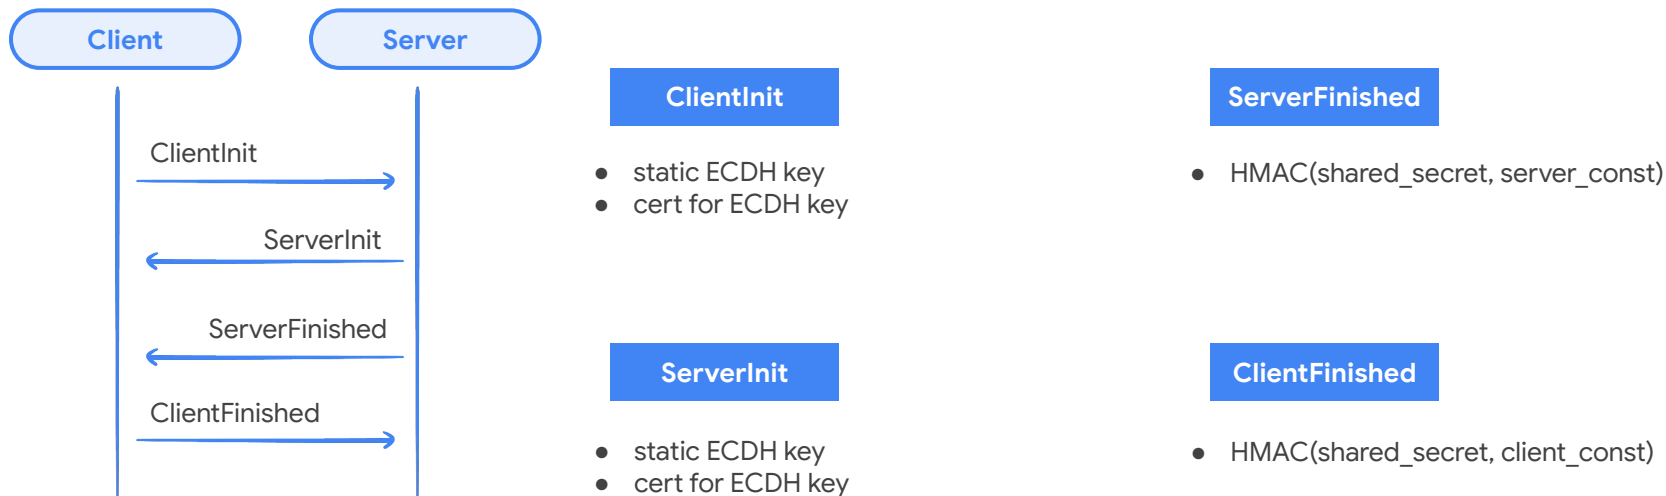 Client
Server
ClientInit
ServerInit
ServerFinished
ClientFinished
ClientInit
● static ECDH key
● cert for ECDH key
ServerInit
● static ECDH key
● cert for ECDH key
ServerFinished
● HMAC(shared_secret, server_const)
ClientFinished
● HMAC(shared_secret, client_const)